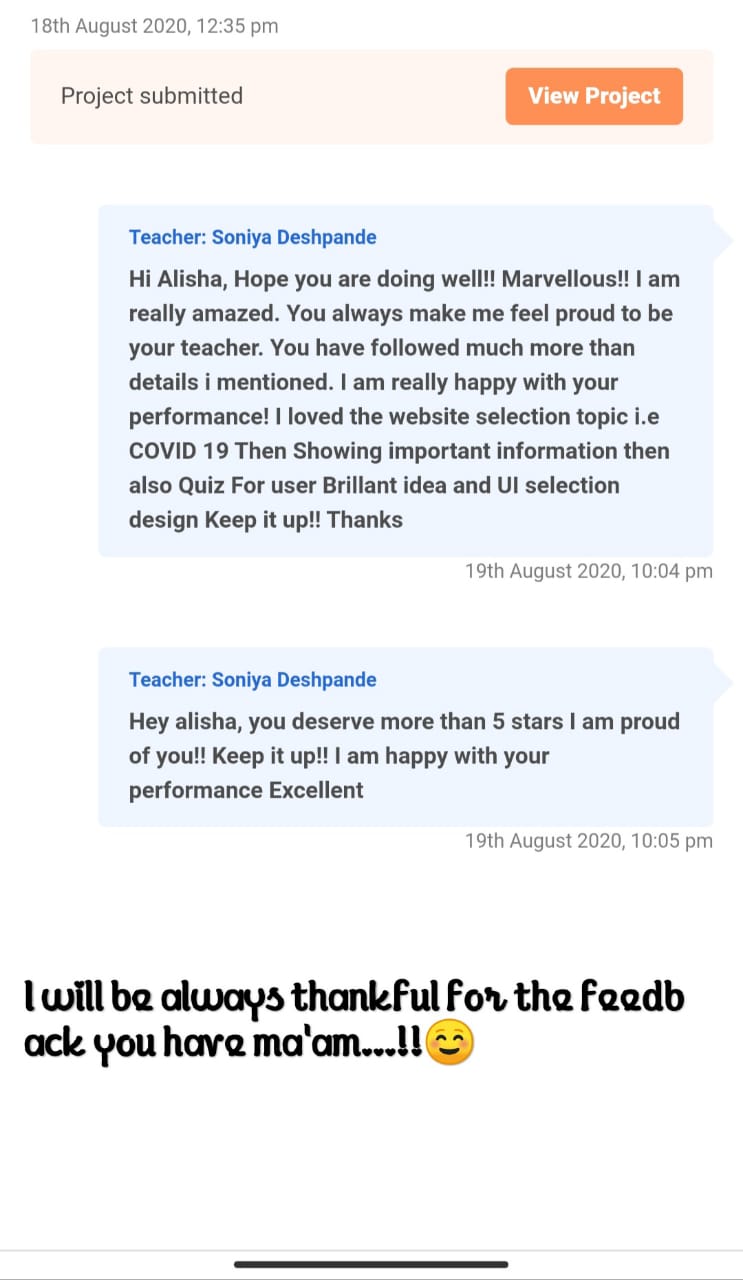 18th August 2020, 12:35 pm
Project submitted
View Project
Teacher: Soniya Deshpande
Hi Alisha, Hope you are doing well!! Marvellous!! I am
really amazed. You always make me feel proud to be
your teacher. You have followed much more than
details i mentioned. I am really happy with your
performance! I loved the website selection topic i.e
COVID 19 Then Showing important information then
also Quiz For user Brillant idea and UI selection
design Keep it up!! Thanks
19th August 2020, 10:04 pm
Teacher: Soniya Deshpande
Hey alisha, you deserve more than 5 stars I am proud
of you!! Keep it up!! I am happy with your
performance Excellent
19th August 2020, 10:05 pm
I will be always thankful for the feedb
ack you have ma'am...!!😊